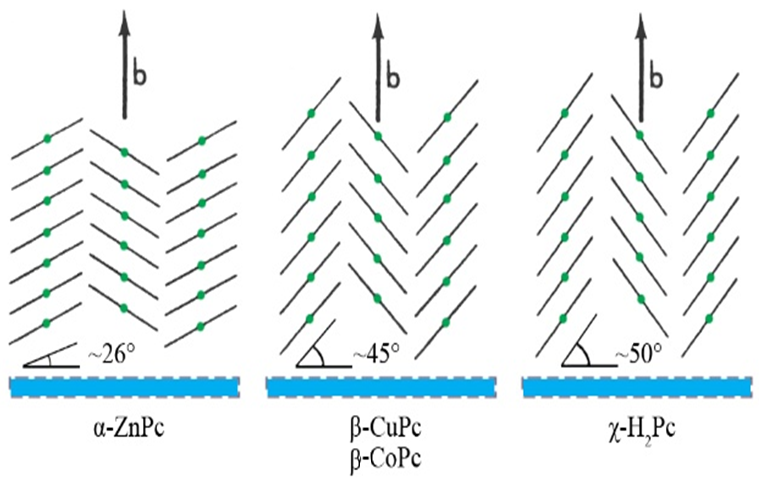 b
b
b
~26°
~45°
~50°
α-ZnPc
β-CuPc
β-CoPc
χ-H₂Pc